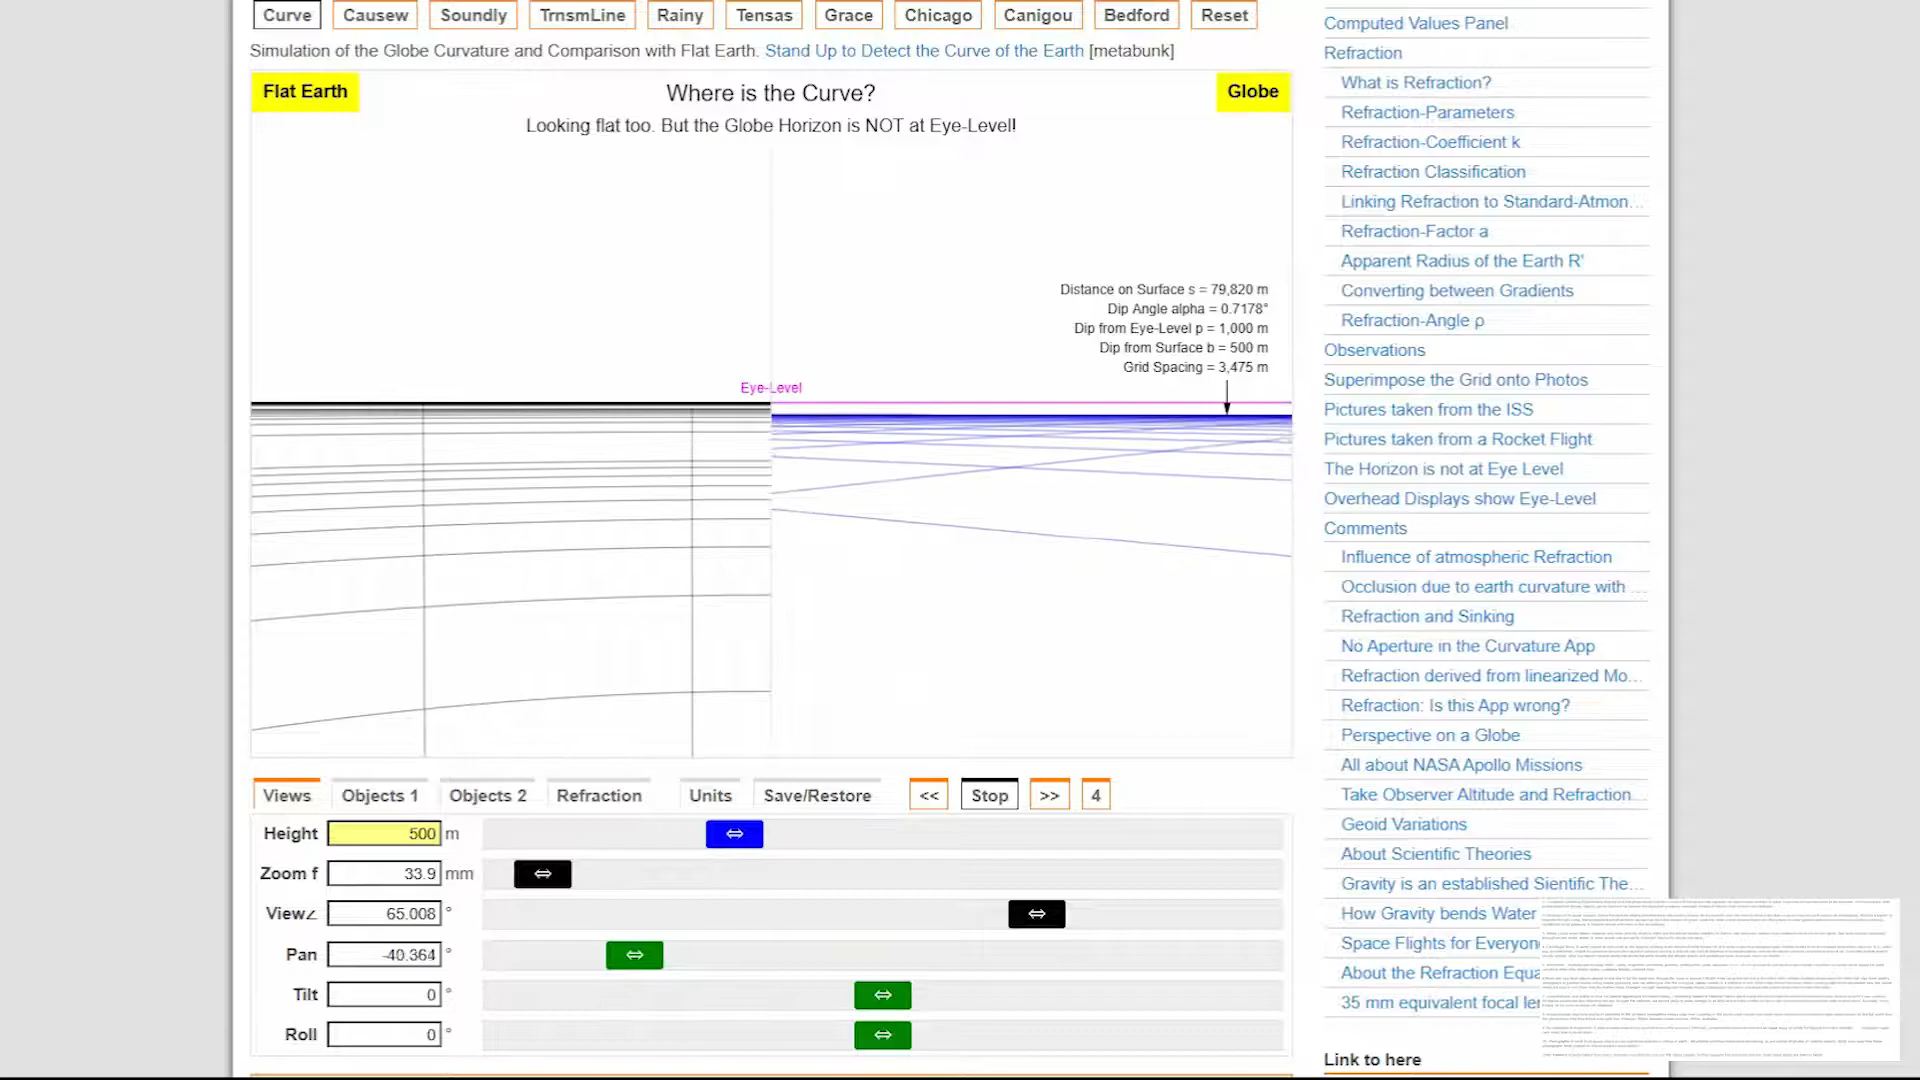 Curve Causew Soundly TrnsmLine Rainy Tensas Grace Chicago Canigou Bedford Reset
Simulation of the Globe Curvature and Comparison with Flat Earth. Stand Up to Detect the Curve of the Earth [metabunk]
Flat Earth
Where is the Curve?
Globe
Looking flat too. But the Globe Horizon is NOT at Eye-Level!
Distance on Surface s = 79,820 m
Dip Angle alpha = 0.7178°
Dip from Eye-Level p = 1,000 m
Dip from Surface b = 500 m
Grid Spacing = 3,475 m
Eye-Level
Views Objects 1 Objects 2 Refraction Units Save/Restore << Stop >> 4
Height 500 m
Zoom f 33.9 mm
View∠ 65.008 °
Pan -40.364 °
Tilt 0 °
Roll 0 °
Computed Values Panel
Refraction
What is Refraction?
Refraction-Parameters
Refraction-Coefficient k
Refraction Classification
Linking Refraction to Standard-Atmon…
Refraction-Factor a
Apparent Radius of the Earth R'
Converting between Gradients
Refraction-Angle ρ
Observations
Superimpose the Grid onto Photos
Pictures taken from the ISS
Pictures taken from a Rocket Flight
The Horizon is not at Eye Level
Overhead Displays show Eye-Level
Comments
Influence of atmospheric Refraction
Occlusion due to earth curvature with …
Refraction and Sinking
No Aperture in the Curvature App
Refraction derived from linearized Mo…
Refraction: Is this App wrong?
Perspective on a Globe
All about NASA Apollo Missions
Take Observer Altitude and Refraction…
Geoid Variations
About Scientific Theories
Gravity is an established Sientific The…
How Gravity bends Water
Space Flights for Everyon
About the Refraction Equa
35 mm equivalent focal len
Link to here